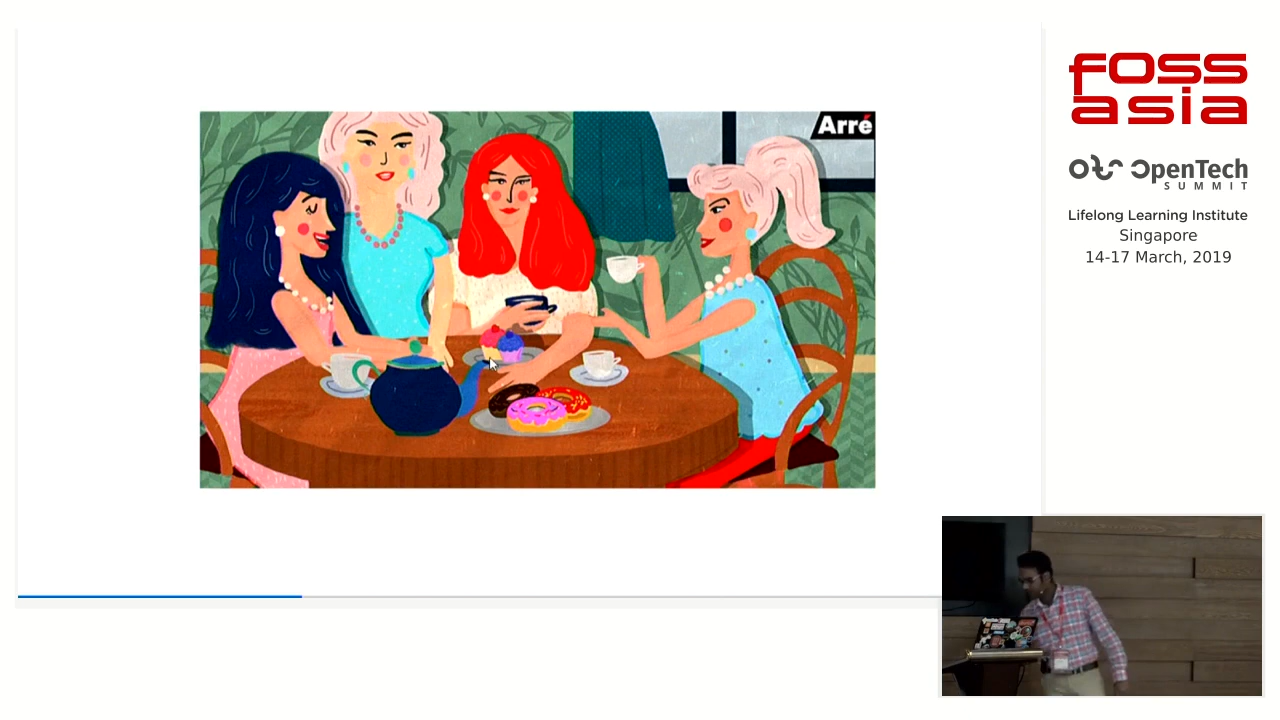 Arré
fOSS
asia
OpenTech
SUMMIT
Lifelong Learning Institute
Singapore
14-17 March, 2019